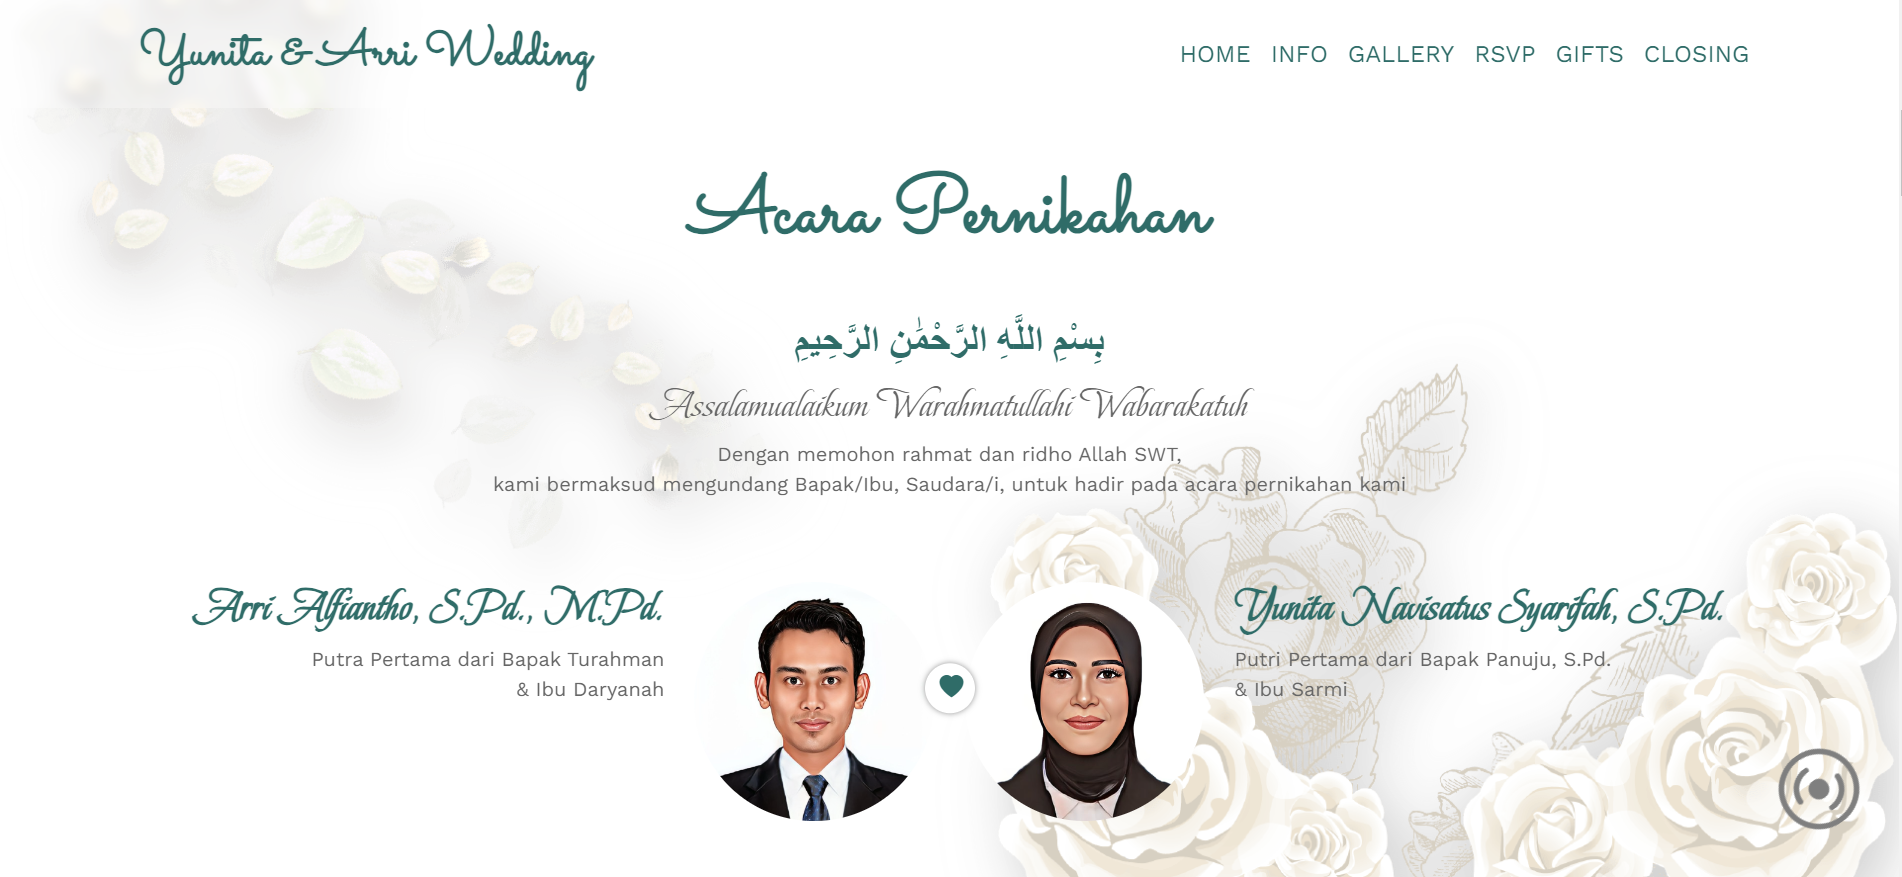 Yunita & Arri Wedding
HOME INFO GALLERY RSVP GIFTS CLOSING
Acara Pernikahan
بِسْمِ اللَّهِ الرَّحْمَٰنِ الرَّحِيمِ
Assalamualaikum Warahmatullahi Wabarakatuh
Dengan memohon rahmat dan ridho Allah SWT,
kami bermaksud mengundang Bapak/Ibu, Saudara/i, untuk hadir pada acara pernikahan kami
Arri Alfiantho, S.Pd., M.Pd.
Putra Pertama dari Bapak Turahman
& Ibu Daryanah
Yunita Navisatus Syarifah, S.Pd.
Putri Pertama dari Bapak Panuju, S.Pd.
& Ibu Sarmi